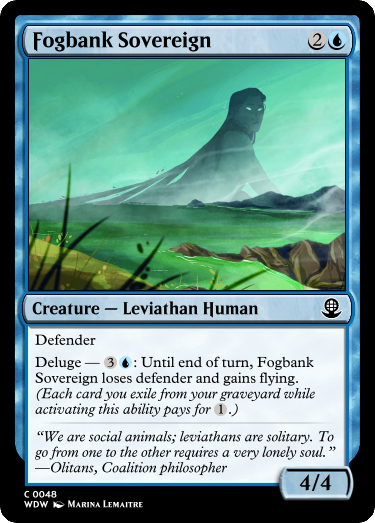 Fogbank Sovereign 2
Creature — Leviathan Human
Defender
Deluge — 3 : Until end of turn, Fogbank
Sovereign loses defender and gains flying.
(Each card you exile from your graveyard while
activating this ability pays for 1.)
“We are social animals; leviathans are solitary. To
go from one to the other requires a very lonely soul.”
—Olitans, Coalition philosopher
4/4
C 0048
WDW Marina Lemaitre